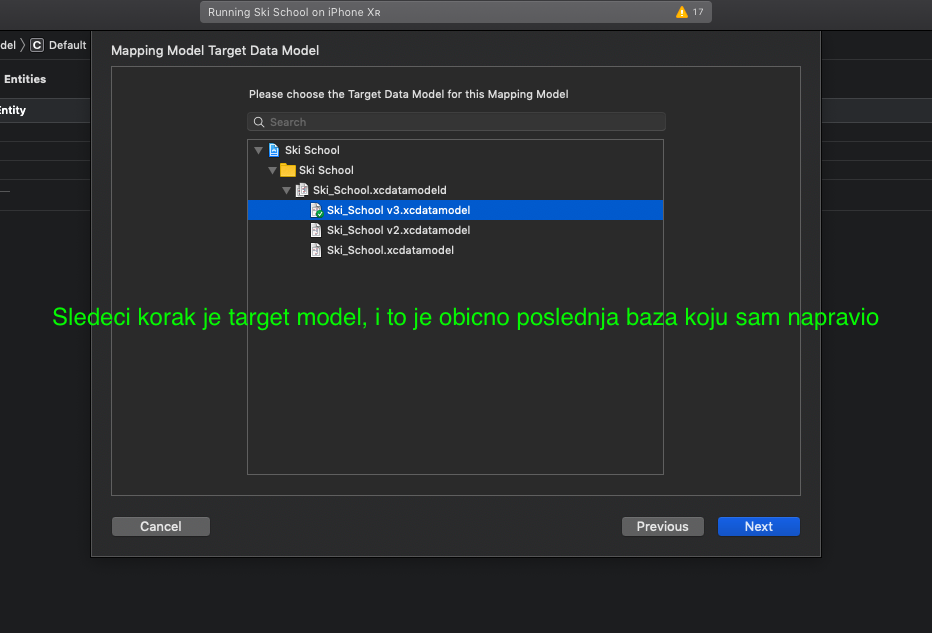 Running Ski School on iPhone Xʀ
17
del
C
Default
Mapping Model Target Data Model
Entities
Please choose the Target Data Model for this Mapping Model
Entity
Search
Ski School
Ski School
Ski_School.xcdatamodeld
Ski_School v3.xcdatamodel
Ski_School v2.xcdatamodel
Ski_School.xcdatamodel
Sledeci korak je target model, i to je obicno poslednja baza koju sam napravio
Cancel
Previous
Next